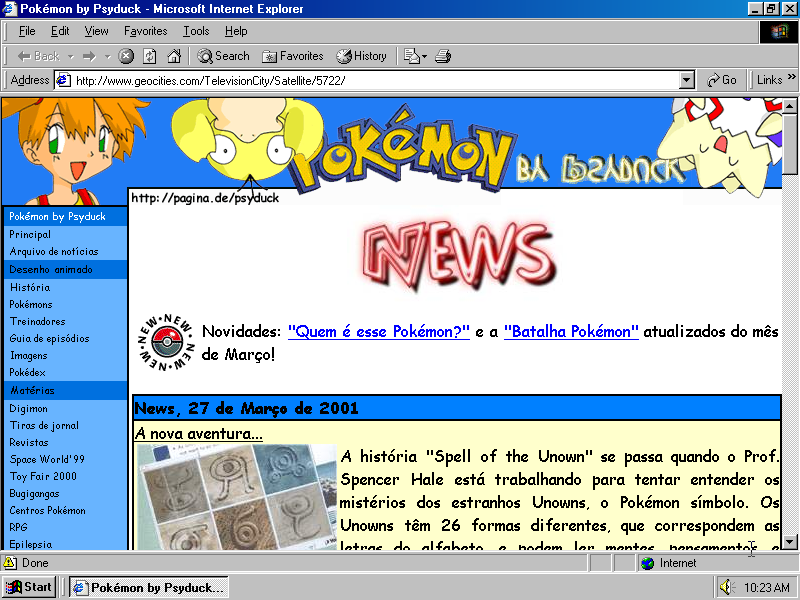 Pokémon by Psyduck - Microsoft Internet Explorer
File Edit View Favorites Tools Help
Back Search Favorites History
Address http://www.geocities.com/TelevisionCity/Satellite/5722/ Go Links »
POKéMON BY PSYDUCK
http://pagina.de/psyduck
Pokémon by Psyduck
Principal
Arquivo de notícias
Desenho animado
História
Pokémons
Treinadores
Guia de episódios
Imagens
Pokédex
Matérias
Digimon
Tiras de jornal
Revistas
Space World'99
Toy Fair 2000
Bugigangas
Centros Pokémon
RPG
Epilepsia
NEWS
NEW·NEW·NEW·NEW·NEW·NEW
Novidades: "Quem é esse Pokémon?" e a "Batalha Pokémon" atualizados do mês
de Março!
News, 27 de Março de 2001
A nova aventura...
A história "Spell of the Unown" se passa quando o Prof.
Spencer Hale está trabalhando para tentar entender os
mistérios dos estranhos Unowns, o Pokémon símbolo. Os
Unowns têm 26 formas diferentes, que correspondem as
letras do alfabeto, e podem ler mentes, pensamentos e
Done Internet
Start Pokémon by Psyduck... 10:23 AM